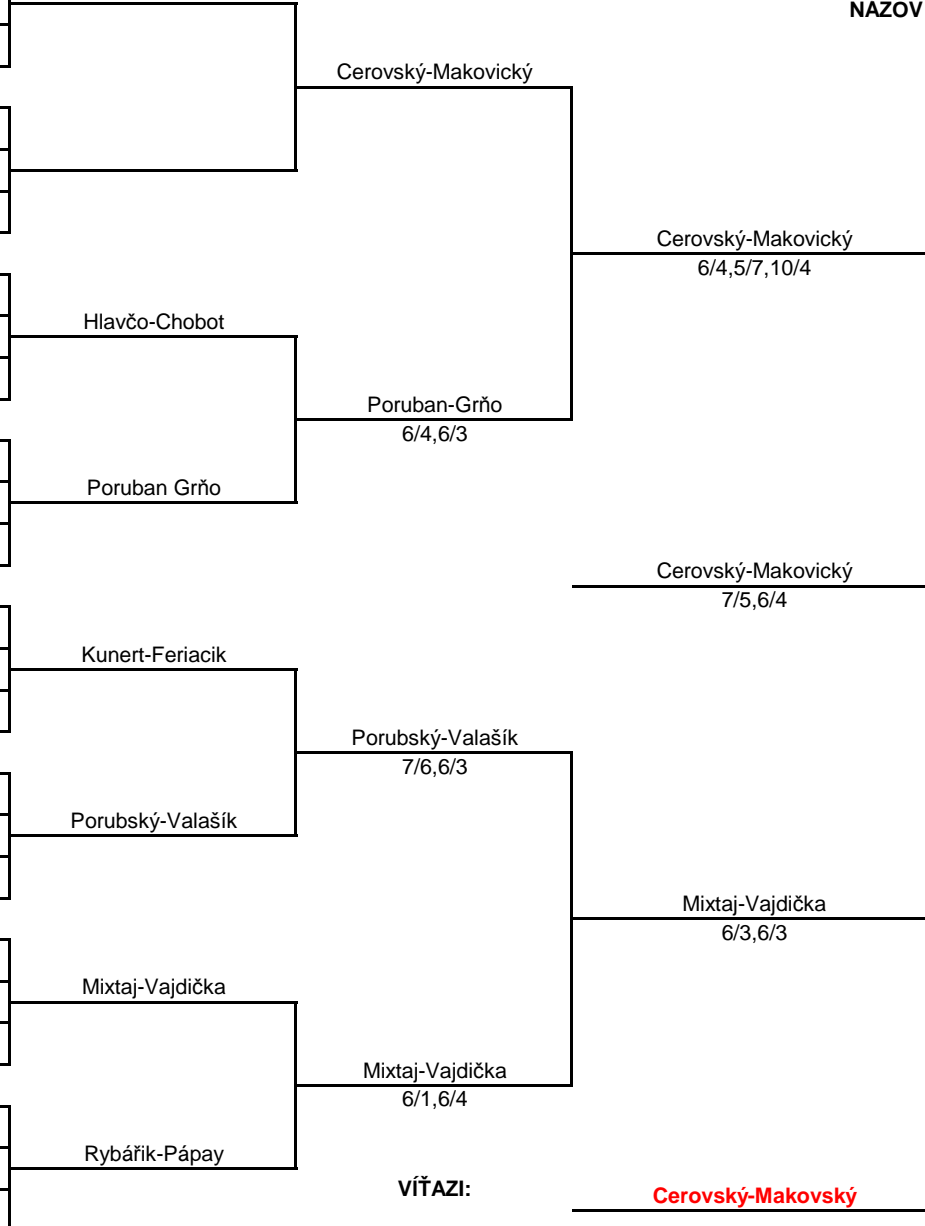 NÁZOV
Cerovský-Makovický
Cerovský-Makovický
6/4,5/7,10/4
Hlavčo-Chobot
Poruban-Grňo
6/4,6/3
Poruban Grňo
Cerovský-Makovický
7/5,6/4
Kunert-Feriacik
Porubský-Valašík
7/6,6/3
Porubský-Valašík
Mixtaj-Vajdička
6/3,6/3
Mixtaj-Vajdička
Mixtaj-Vajdička
6/1,6/4
Rybářik-Pápay
VÍŤAZI:
Cerovský-Makovský